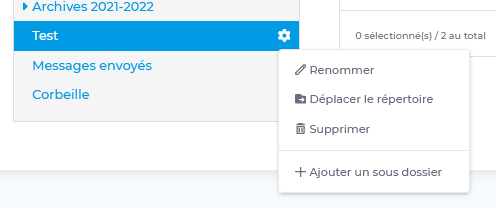 Archives 2021-2022
Test
0 sélectionné(s) / 2 au total
Messages envoyés
Corbeille
Renommer
Déplacer le répertoire
Supprimer
Ajouter un sous dossier